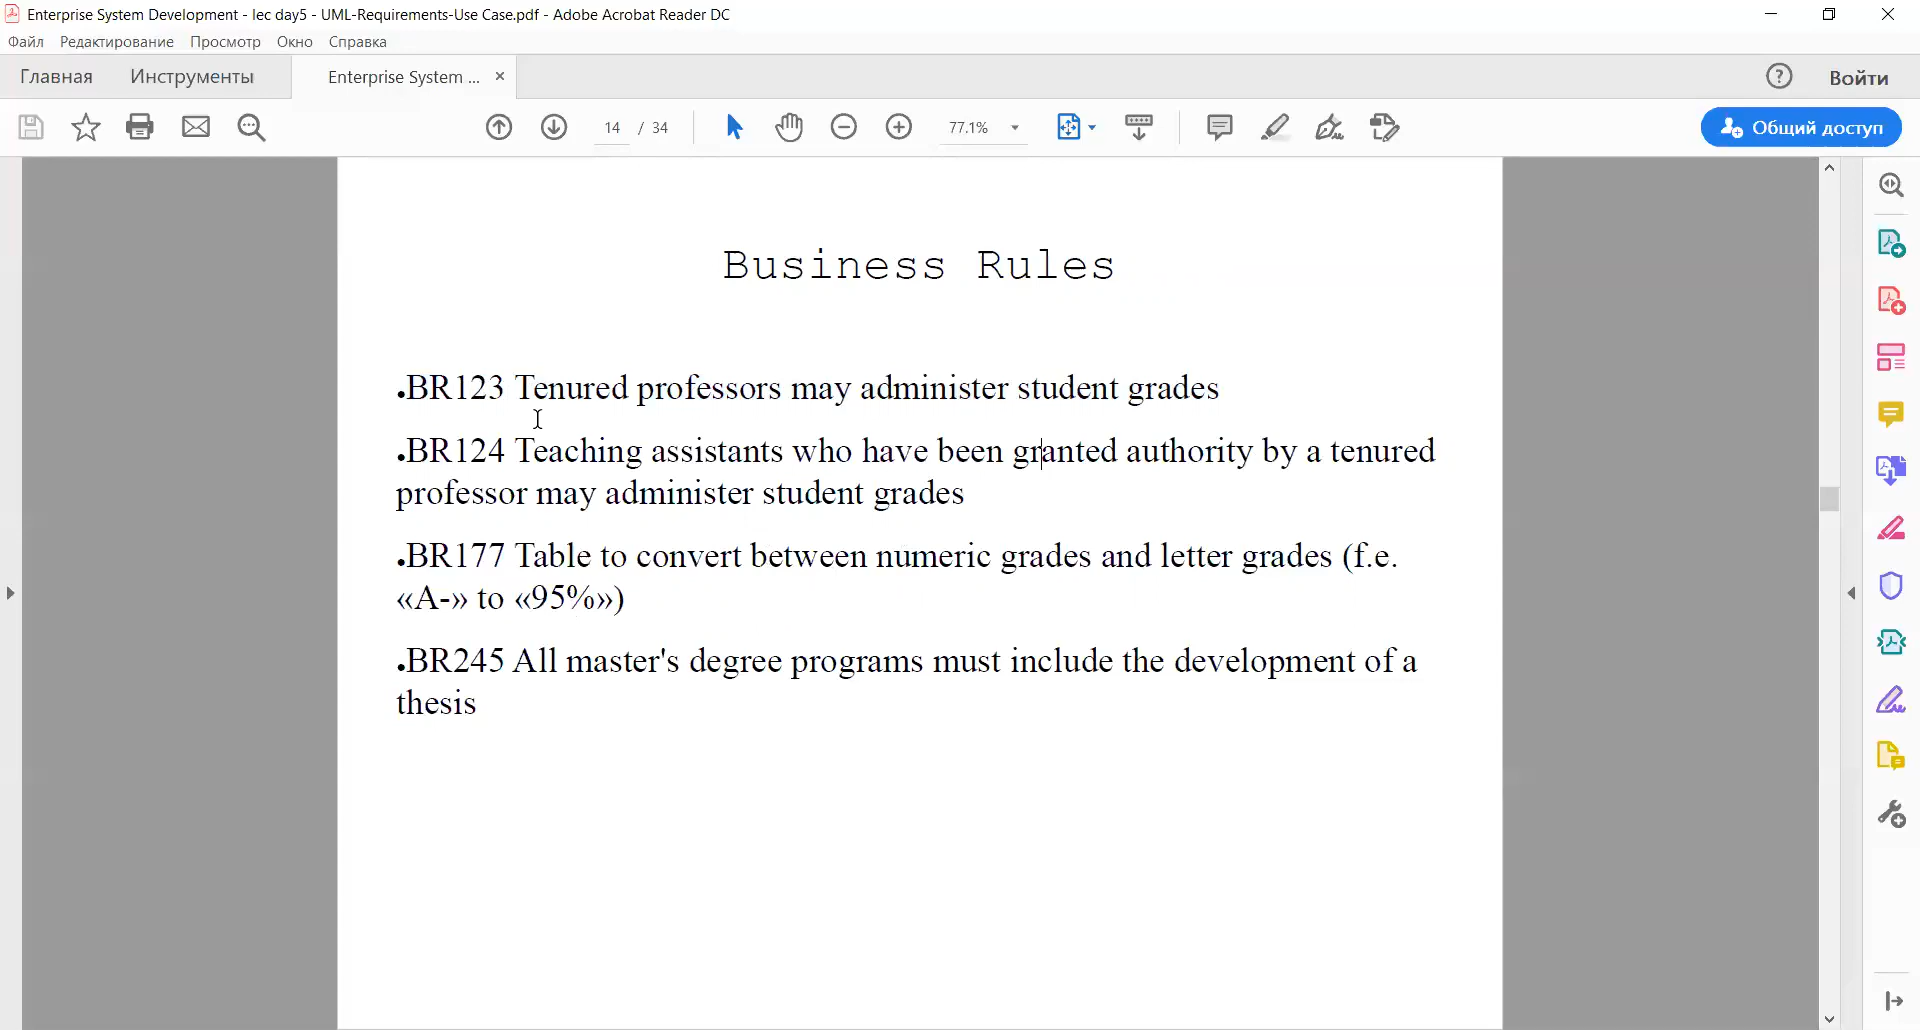 Enterprise System Development - lec day5 - UML-Requirements-Use Case.pdf - Adobe Acrobat Reader DC
Файл Редактирование Просмотр Окно Справка
Главная Инструменты Enterprise System ... Войти
14 / 34 77.1% Общий доступ
Business Rules
•BR123 Tenured professors may administer student grades
•BR124 Teaching assistants who have been granted authority by a tenured
professor may administer student grades
•BR177 Table to convert between numeric grades and letter grades (f.e.
«A-» to «95%»)
•BR245 All master's degree programs must include the development of a
thesis